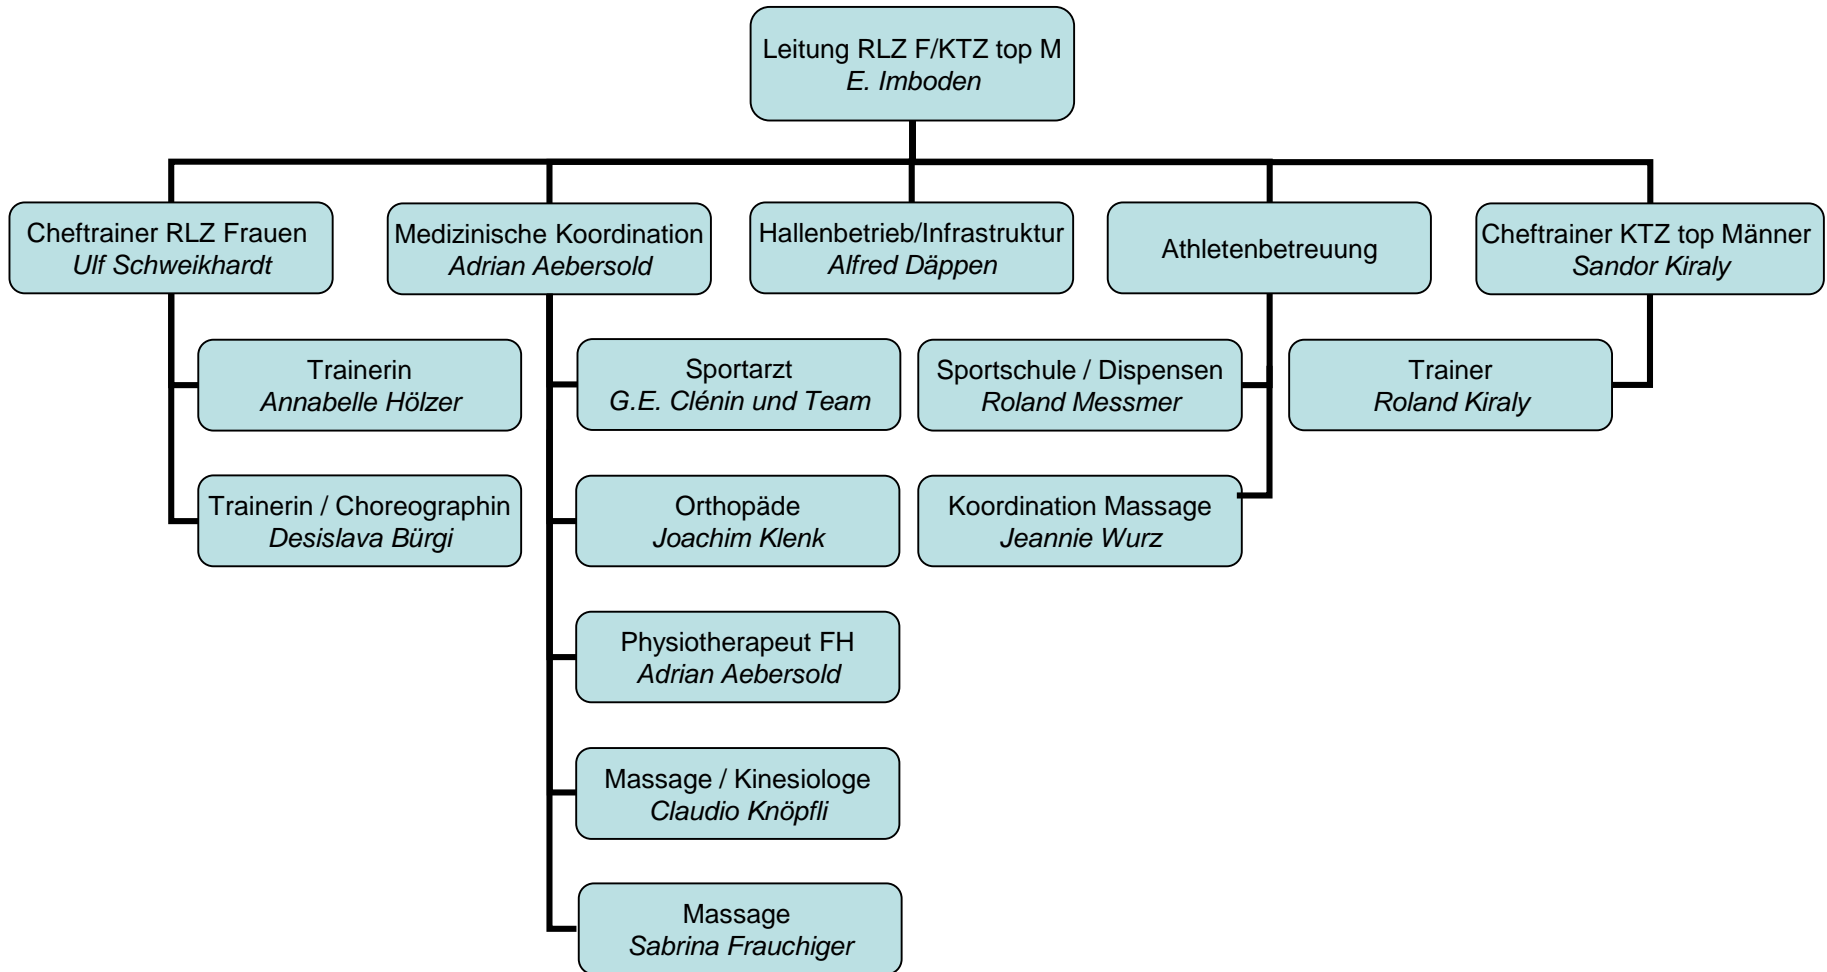 Leitung RLZ F/KTZ top M
E. Imboden
Cheftrainer RLZ Frauen
Ulf Schweikhardt
Medizinische Koordination
Adrian Aebersold
Hallenbetrieb/Infrastruktur
Alfred Däppen
Athletenbetreuung
Cheftrainer KTZ top Männer
Sandor Kiraly
Trainerin
Annabelle Hölzer
Sportarzt
G.E. Clénin und Team
Sportschule / Dispensen
Roland Messmer
Trainer
Roland Kiraly
Trainerin / Choreographin
Desislava Bürgi
Orthopäde
Joachim Klenk
Koordination Massage
Jeannie Wurz
Physiotherapeut FH
Adrian Aebersold
Massage / Kinesiologe
Claudio Knöpfli
Massage
Sabrina Frauchiger